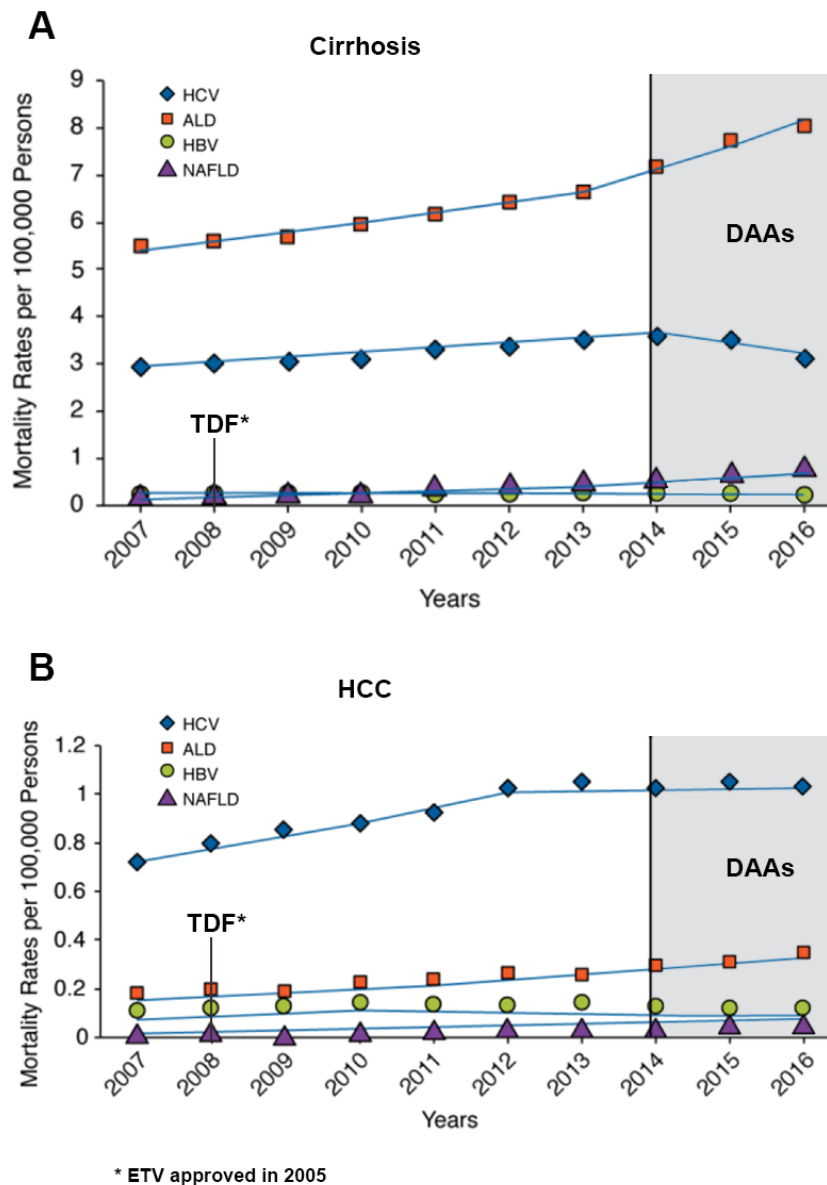 A
Cirrhosis
9
8
7
6
5
4
3
2
1
0
Mortality Rates per 100,000 Persons
HCV
ALD
HBV
NAFLD
DAAs
TDF*
2007
2008
2009
2010
2011
2012
2013
2014
2015
2016
Years
B
HCC
1.2
1
0.8
0.6
0.4
0.2
0
Mortality Rates per 100,000 Persons
HCV
ALD
HBV
NAFLD
DAAs
TDF*
2007
2008
2009
2010
2011
2012
2013
2014
2015
2016
Years
* ETV approved in 2005